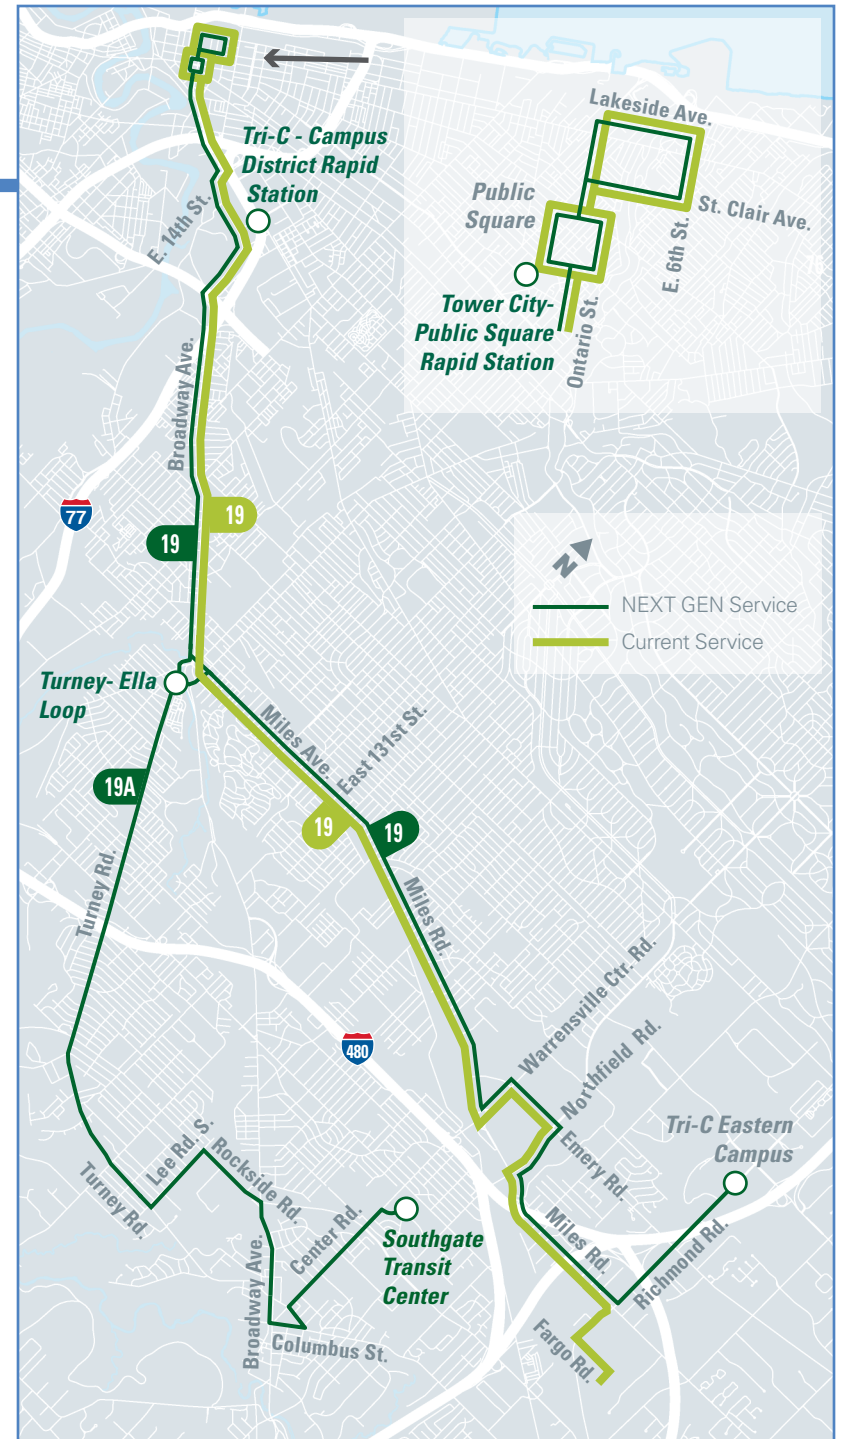 Lakeside Ave.
Tri-C - Campus
District Rapid
Station
Public
Square
St. Clair Ave.
E. 14th St.
E. 6th St.
Tower City-
Public Square
Rapid Station
Ontario St.
Broadway Ave.
77
19
19
N
NEXT GEN Service
Current Service
Turney- Ella
Loop
Miles Ave.
East 131st St.
19A
19
19
Turney Rd.
Miles Rd.
480
Warrensville Ctr. Rd.
Northfield Rd.
Tri-C Eastern
Campus
Lee Rd. S.
Emery Rd.
Turney Rd.
Rockside Rd.
Center Rd.
Miles Rd.
Richmond Rd.
Southgate
Transit
Center
Broadway Ave.
Columbus St.
Fargo Rd.